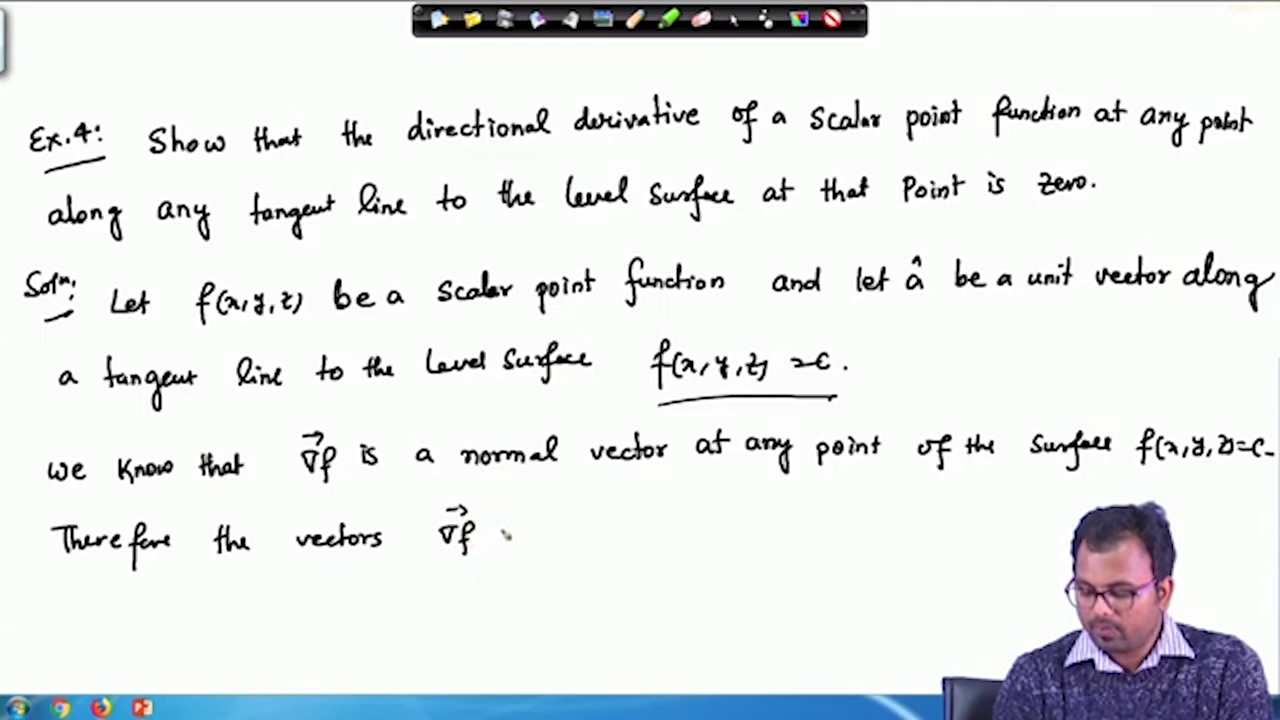 Ex.4: Show that the directional derivative of a scalar point function at any point
along any tangent line to the level surface at that point is zero.
Soln: Let f(x,y,z) be a scalar point function and let â be a unit vector along
a tangent line to the level surface f(x,y,z) = c.
We know that ∇⃗f is a normal vector at any point of the surface f(x,y,z)=c.
Therefore the vectors ∇⃗f